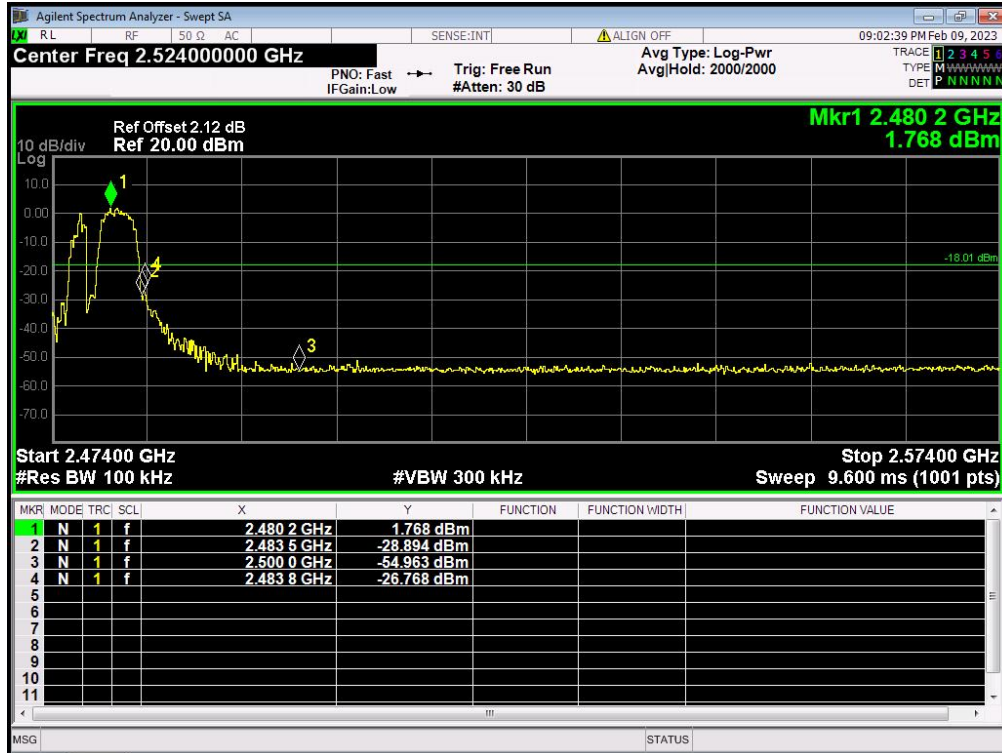 Agilent Spectrum Analyzer - Swept SA
LXI RL RF 50 Ω AC SENSE:INT ALIGN OFF 09:02:39 PM Feb 09, 2023
Center Freq 2.524000000 GHz
PNO: Fast Trig: Free Run Avg Type: Log-Pwr TRACE 1 2 3 4 5 6
IFGain:Low #Atten: 30 dB Avg|Hold: 2000/2000 TYPE M WWWWW
DET P N N N N N
Mkr1 2.480 2 GHz
1.768 dBm
Ref Offset 2.12 dB
10 dB/div Ref 20.00 dBm
Log
10.0
0.00
-10.0
-20.0
-30.0
-40.0
-50.0
-60.0
-70.0
1
4
2
3
-18.01 dBm
Start 2.47400 GHz Stop 2.57400 GHz
#Res BW 100 kHz #VBW 300 kHz Sweep 9.600 ms (1001 pts)
MKR MODE TRC SCL X Y FUNCTION FUNCTION WIDTH FUNCTION VALUE
1 N 1 f 2.480 2 GHz 1.768 dBm
2 N 1 f 2.483 5 GHz -28.894 dBm
3 N 1 f 2.500 0 GHz -54.963 dBm
4 N 1 f 2.483 8 GHz -26.768 dBm
5
6
7
8
9
10
11
MSG STATUS